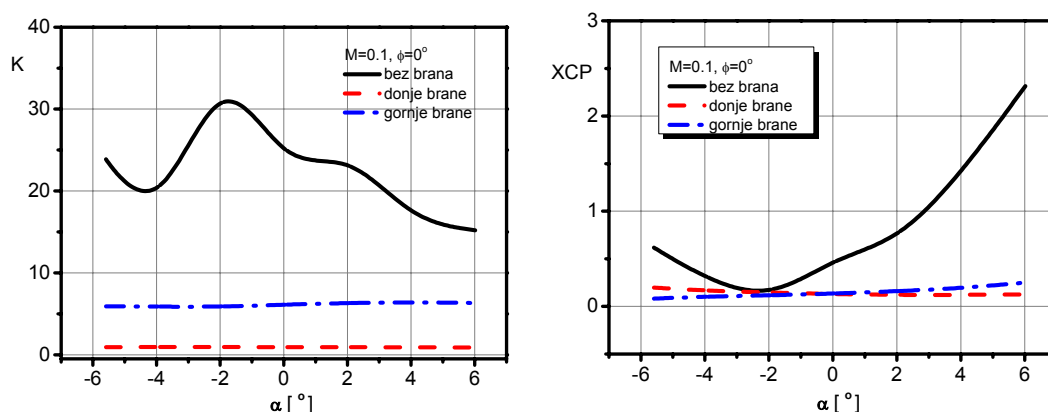 40
30
20
10
0
K
M=0.1, ϕ=0°
bez brana
donje brane
gornje brane
-6 -4 -2 0 2 4 6
α [ ° ]
3
2
1
0
XCP
M=0.1, ϕ=0°
bez brana
donje brane
gornje brane
-6 -4 -2 0 2 4 6
α [ ° ]